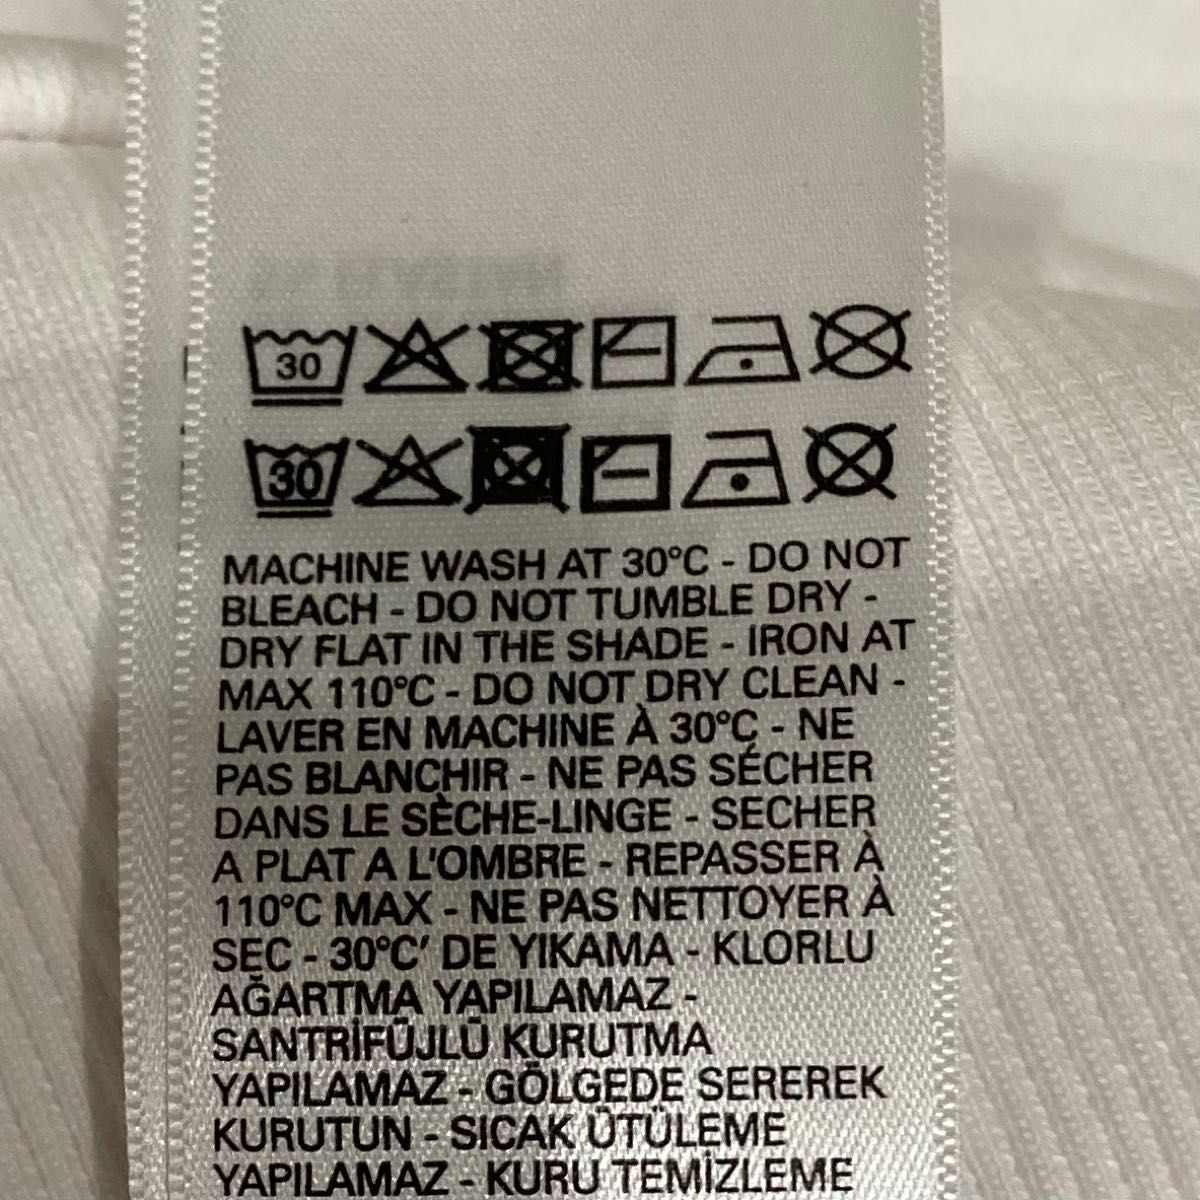 30
30
MACHINE WASH AT 30°C - DO NOT
BLEACH - DO NOT TUMBLE DRY -
DRY FLAT IN THE SHADE - IRON AT
MAX 110°C - DO NOT DRY CLEAN -
LAVER EN MACHINE À 30°C - NE
PAS BLANCHIR - NE PAS SÉCHER
DANS LE SÈCHE-LINGE - SECHER
A PLAT A L'OMBRE - REPASSER À
110°C MAX - NE PAS NETTOYER À
SEC - 30°C' DE YIKAMA - KLORLU
AĞARTMA YAPILAMAZ -
SANTRİFÜJLÜ KURUTMA
YAPILAMAZ - GÖLGEDE SEREREK
KURUTUN - SICAK ÜTÜLEME
YAPILAMAZ - KURU TEMİZLEME